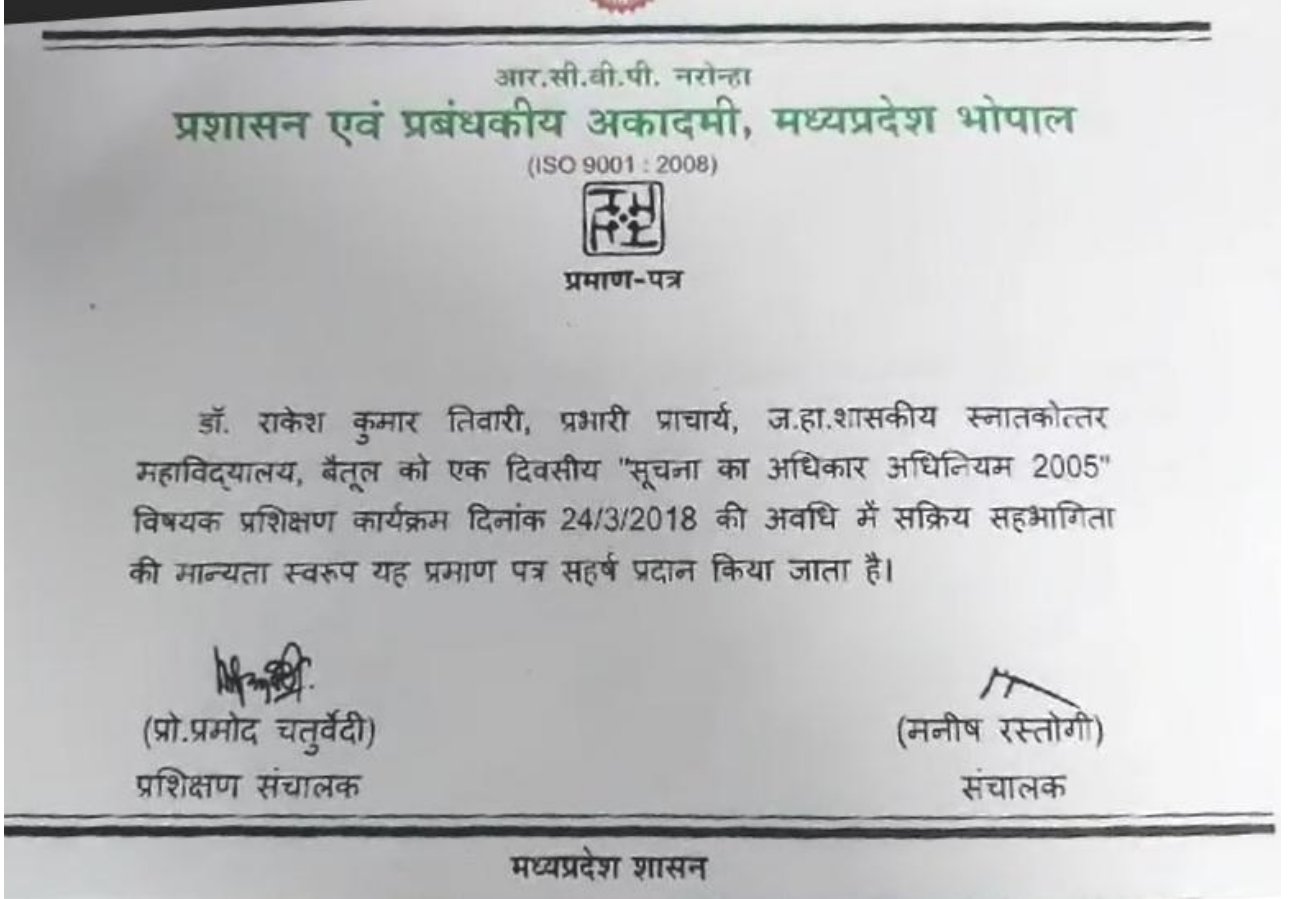 आर.सी.वी.पी. नरोन्हा
प्रशासन एवं प्रबंधकीय अकादमी, मध्यप्रदेश भोपाल
(ISO 9001 : 2008)
प्रमाण-पत्र
डॉ. राकेश कुमार तिवारी, प्रभारी प्राचार्य, ज.हा.शासकीय स्नातकोत्तर
महाविद्यालय, बैतूल को एक दिवसीय "सूचना का अधिकार अधिनियम 2005"
विषयक प्रशिक्षण कार्यक्रम दिनांक 24/3/2018 की अवधि में सक्रिय सहभागिता
की मान्यता स्वरुप यह प्रमाण पत्र सहर्ष प्रदान किया जाता है।
(प्रो.प्रमोद चतुर्वेदी) (मनीष रस्तोगी)
प्रशिक्षण संचालक संचालक
मध्यप्रदेश शासन